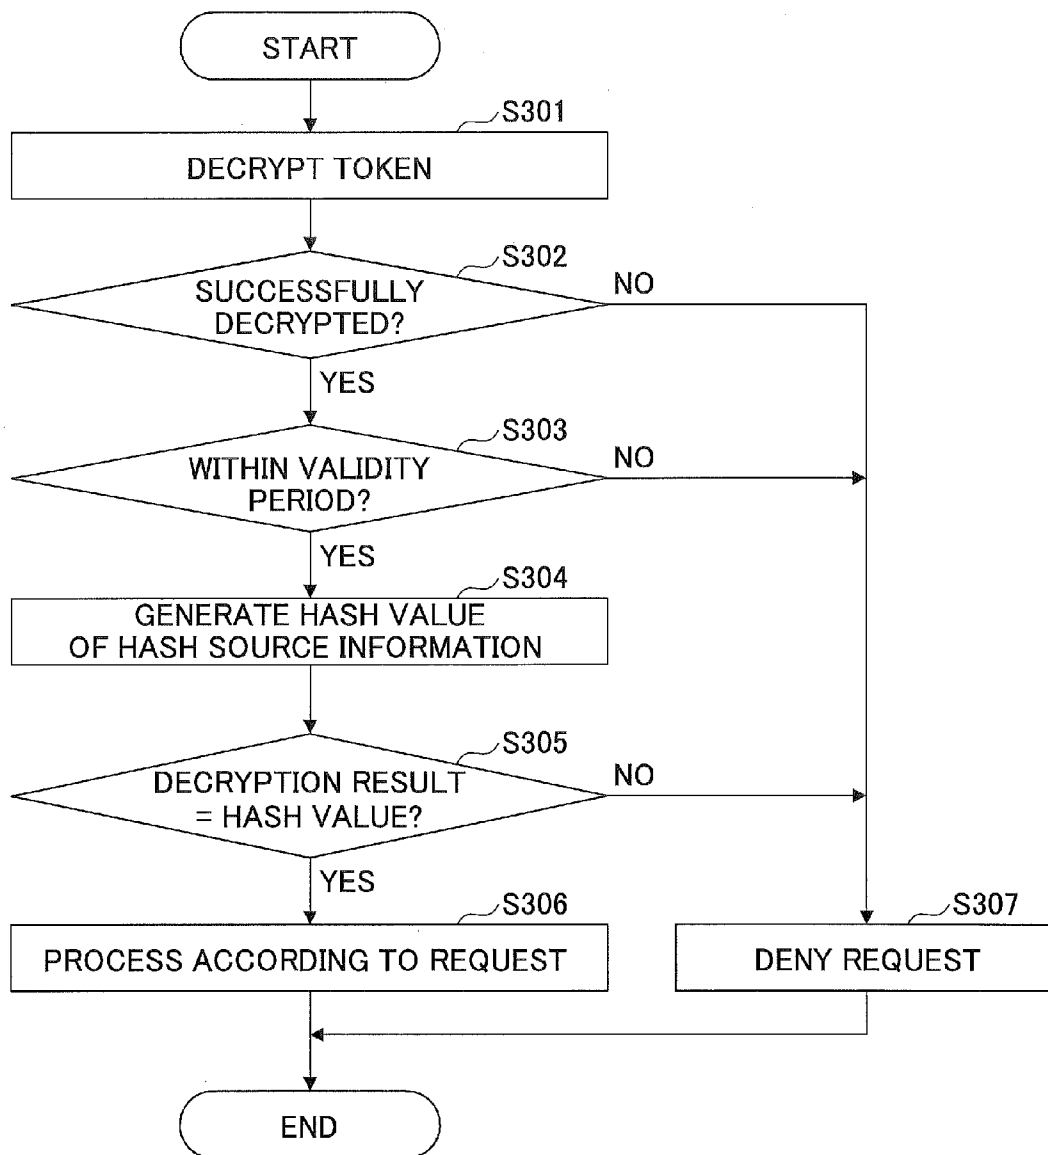 START
S301
DECRYPT TOKEN
S302
SUCCESSFULLY
DECRYPTED?
NO
YES
S303
WITHIN VALIDITY
PERIOD?
NO
YES
S304
GENERATE HASH VALUE
OF HASH SOURCE INFORMATION
S305
DECRYPTION RESULT
= HASH VALUE?
NO
YES
S306
PROCESS ACCORDING TO REQUEST
S307
DENY REQUEST
END